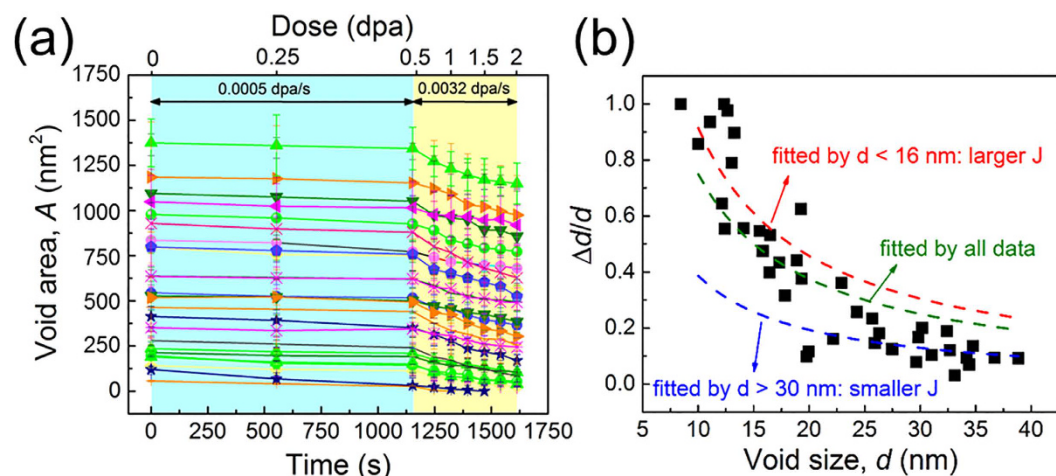 (a)
Dose (dpa)
0 0.25 0.5 1 1.5 2
0.0005 dpa/s
0.0032 dpa/s
Void area, A (nm²)
1750
1500
1250
1000
750
500
250
0
0 250 500 750 1000 1250 1500 1750
Time (s)
(b)
Δd/d
1.0
0.8
0.6
0.4
0.2
0.0
fitted by d < 16 nm: larger J
fitted by all data
fitted by d > 30 nm: smaller J
5 10 15 20 25 30 35 40
Void size, d (nm)